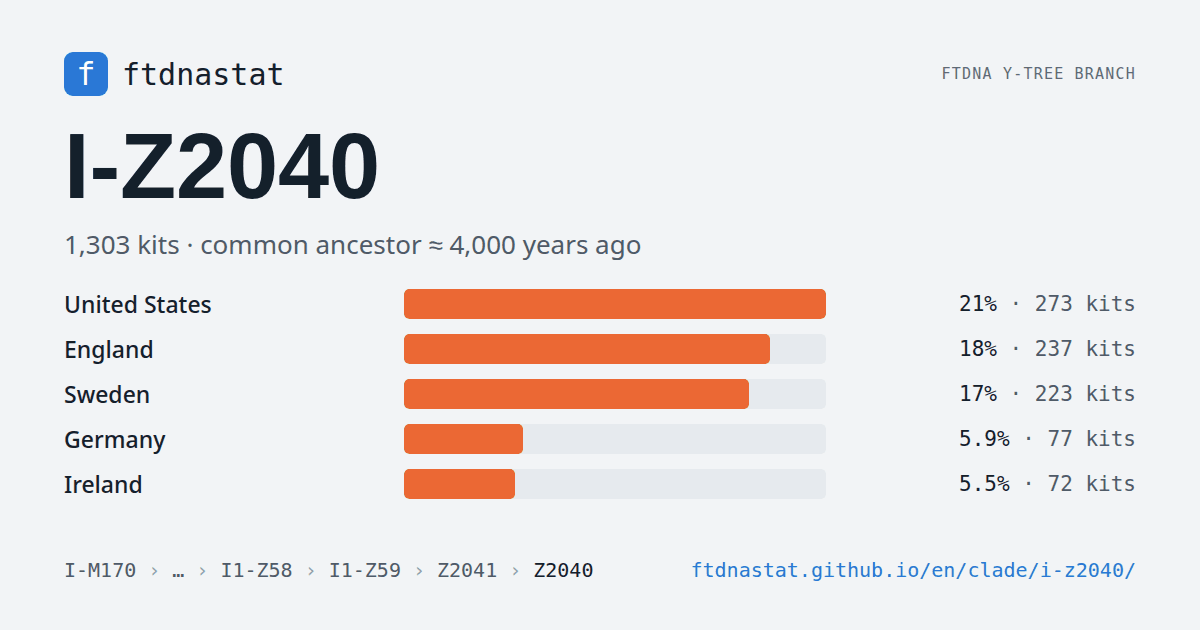 f ftdnastat
FTDNA Y-TREE BRANCH
I-Z2040
1,303 kits · common ancestor ≈ 4,000 years ago
United States 21% · 273 kits
England 18% · 237 kits
Sweden 17% · 223 kits
Germany 5.9% · 77 kits
Ireland 5.5% · 72 kits
I-M170 › … › I1-Z58 › I1-Z59 › Z2041 › Z2040
ftdnastat.github.io/en/clade/i-z2040/